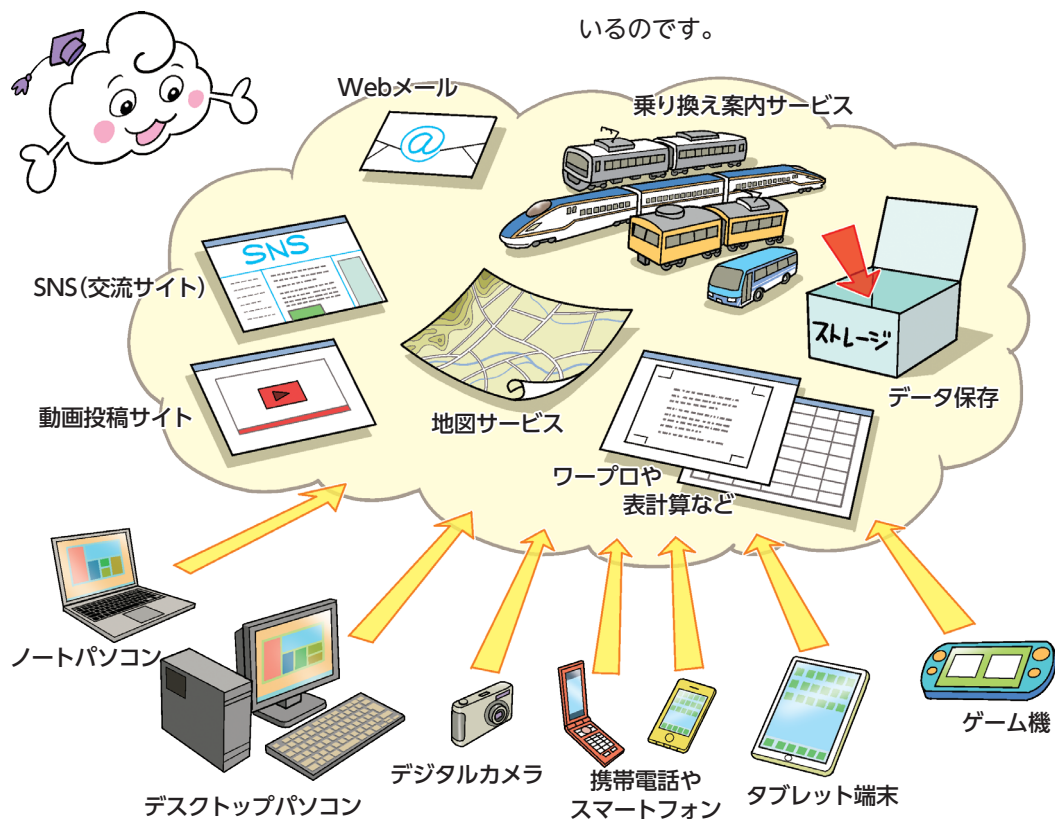 いるのです。
Webメール
乗り換え案内サービス
@
SNS
SNS(交流サイト)
ストレージ
データ保存
動画投稿サイト
地図サービス
ワープロや
表計算など
ノートパソコン
デスクトップパソコン
デジタルカメラ
携帯電話や
スマートフォン
タブレット端末
ゲーム機